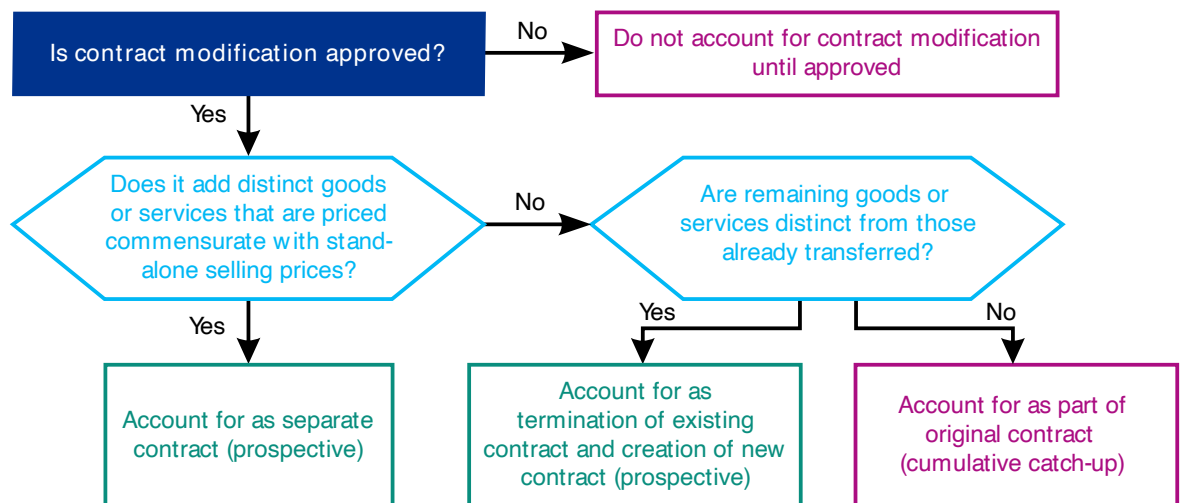 Is contract modification approved?
No
Do not account for contract modification
until approved
Yes
Does it add distinct goods
or services that are priced
commensurate with stand-
alone selling prices?
No
Are remaining goods or
services distinct from those
already transferred?
Yes
Yes
No
Account for as separate
contract (prospective)
Account for as
termination of existing
contract and creation of new
contract (prospective)
Account for as part of
original contract
(cumulative catch-up)